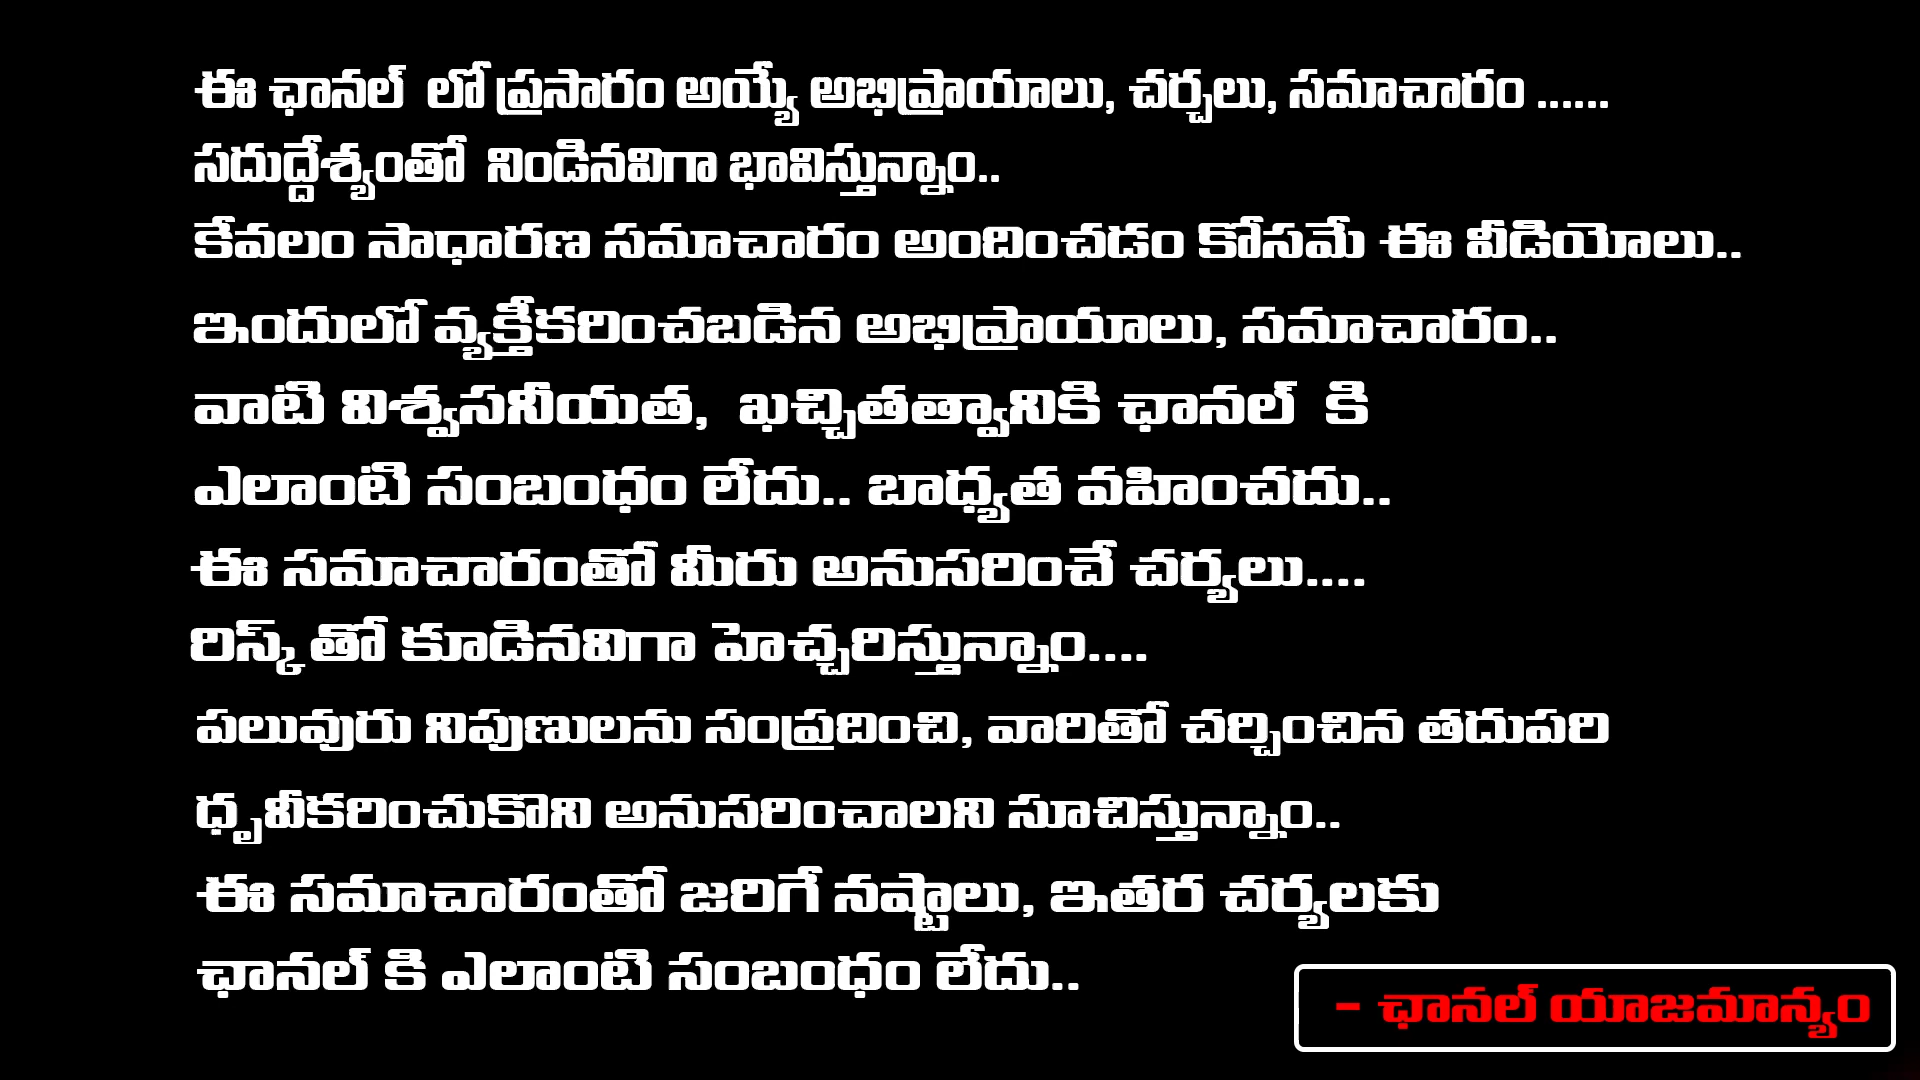 ఈ ఛానల్ లో ప్రసారం అయ్యే అభిప్రాయాలు, చర్చలు, సమాచారం ......
సదుద్దేశ్యంతో నిండినవిగా భావిస్తున్నాం..
కేవలం సాధారణ సమాచారం అందించడం కోసమే ఈ వీడియోలు..
ఇందులో వ్యక్తీకరించబడిన అభిప్రాయాలు, సమాచారం..
వాటి విశ్వసనీయత, ఖచ్చితత్వానికి ఛానల్ కి
ఎలాంటి సంబంధం లేదు.. బాధ్యత వహించదు..
ఈ సమాచారంతో మీరు అనుసరించే చర్యలు....
రిస్క్ తో కూడినవిగా హెచ్చరిస్తున్నాం....
పలువురు నిపుణులను సంప్రదించి, వారితో చర్చించిన తదుపరి
ధృవీకరించుకొని అనుసరించాలని సూచిస్తున్నాం..
ఈ సమాచారంతో జరిగే నష్టాలు, ఇతర చర్యలకు
ఛానల్ కి ఎలాంటి సంబంధం లేదు..
- ఛానల్ యాజమాన్యం